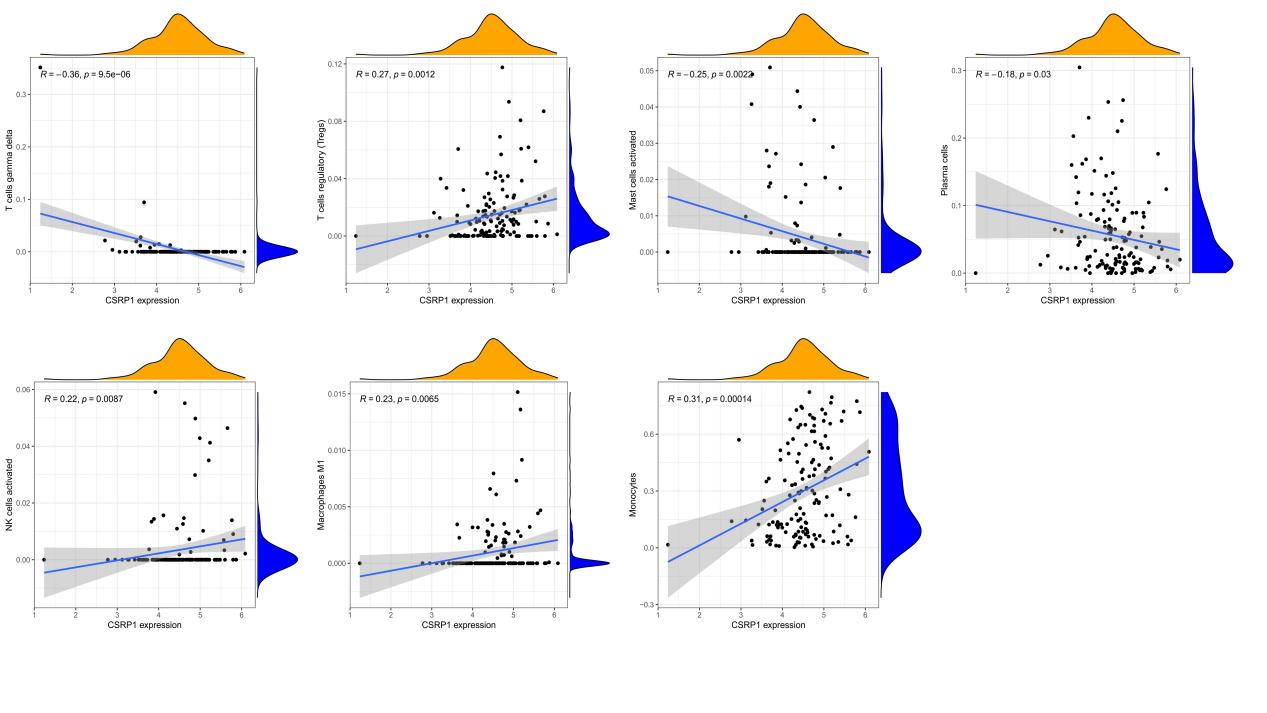 R = −0.36, p = 9.5e−06
T cells gamma delta
0.3
0.2
0.1
0.0
1 2 3 4 5 6
CSRP1 expression
R = 0.27, p = 0.0012
T cells regulatory (Tregs)
0.12
0.08
0.04
0.00
1 2 3 4 5 6
CSRP1 expression
R = −0.25, p = 0.0022
Mast cells activated
0.05
0.04
0.03
0.02
0.01
0.00
1 2 3 4 5 6
CSRP1 expression
R = −0.18, p = 0.03
Plasma cells
0.3
0.2
0.1
0.0
1 2 3 4 5 6
CSRP1 expression
R = 0.22, p = 0.0087
NK cells activated
0.06
0.04
0.02
0.00
1 2 3 4 5 6
CSRP1 expression
R = 0.23, p = 0.0065
Macrophages M1
0.015
0.010
0.005
0.000
1 2 3 4 5 6
CSRP1 expression
R = 0.31, p = 0.00014
Monocytes
0.6
0.3
0.0
−0.3
1 2 3 4 5 6
CSRP1 expression